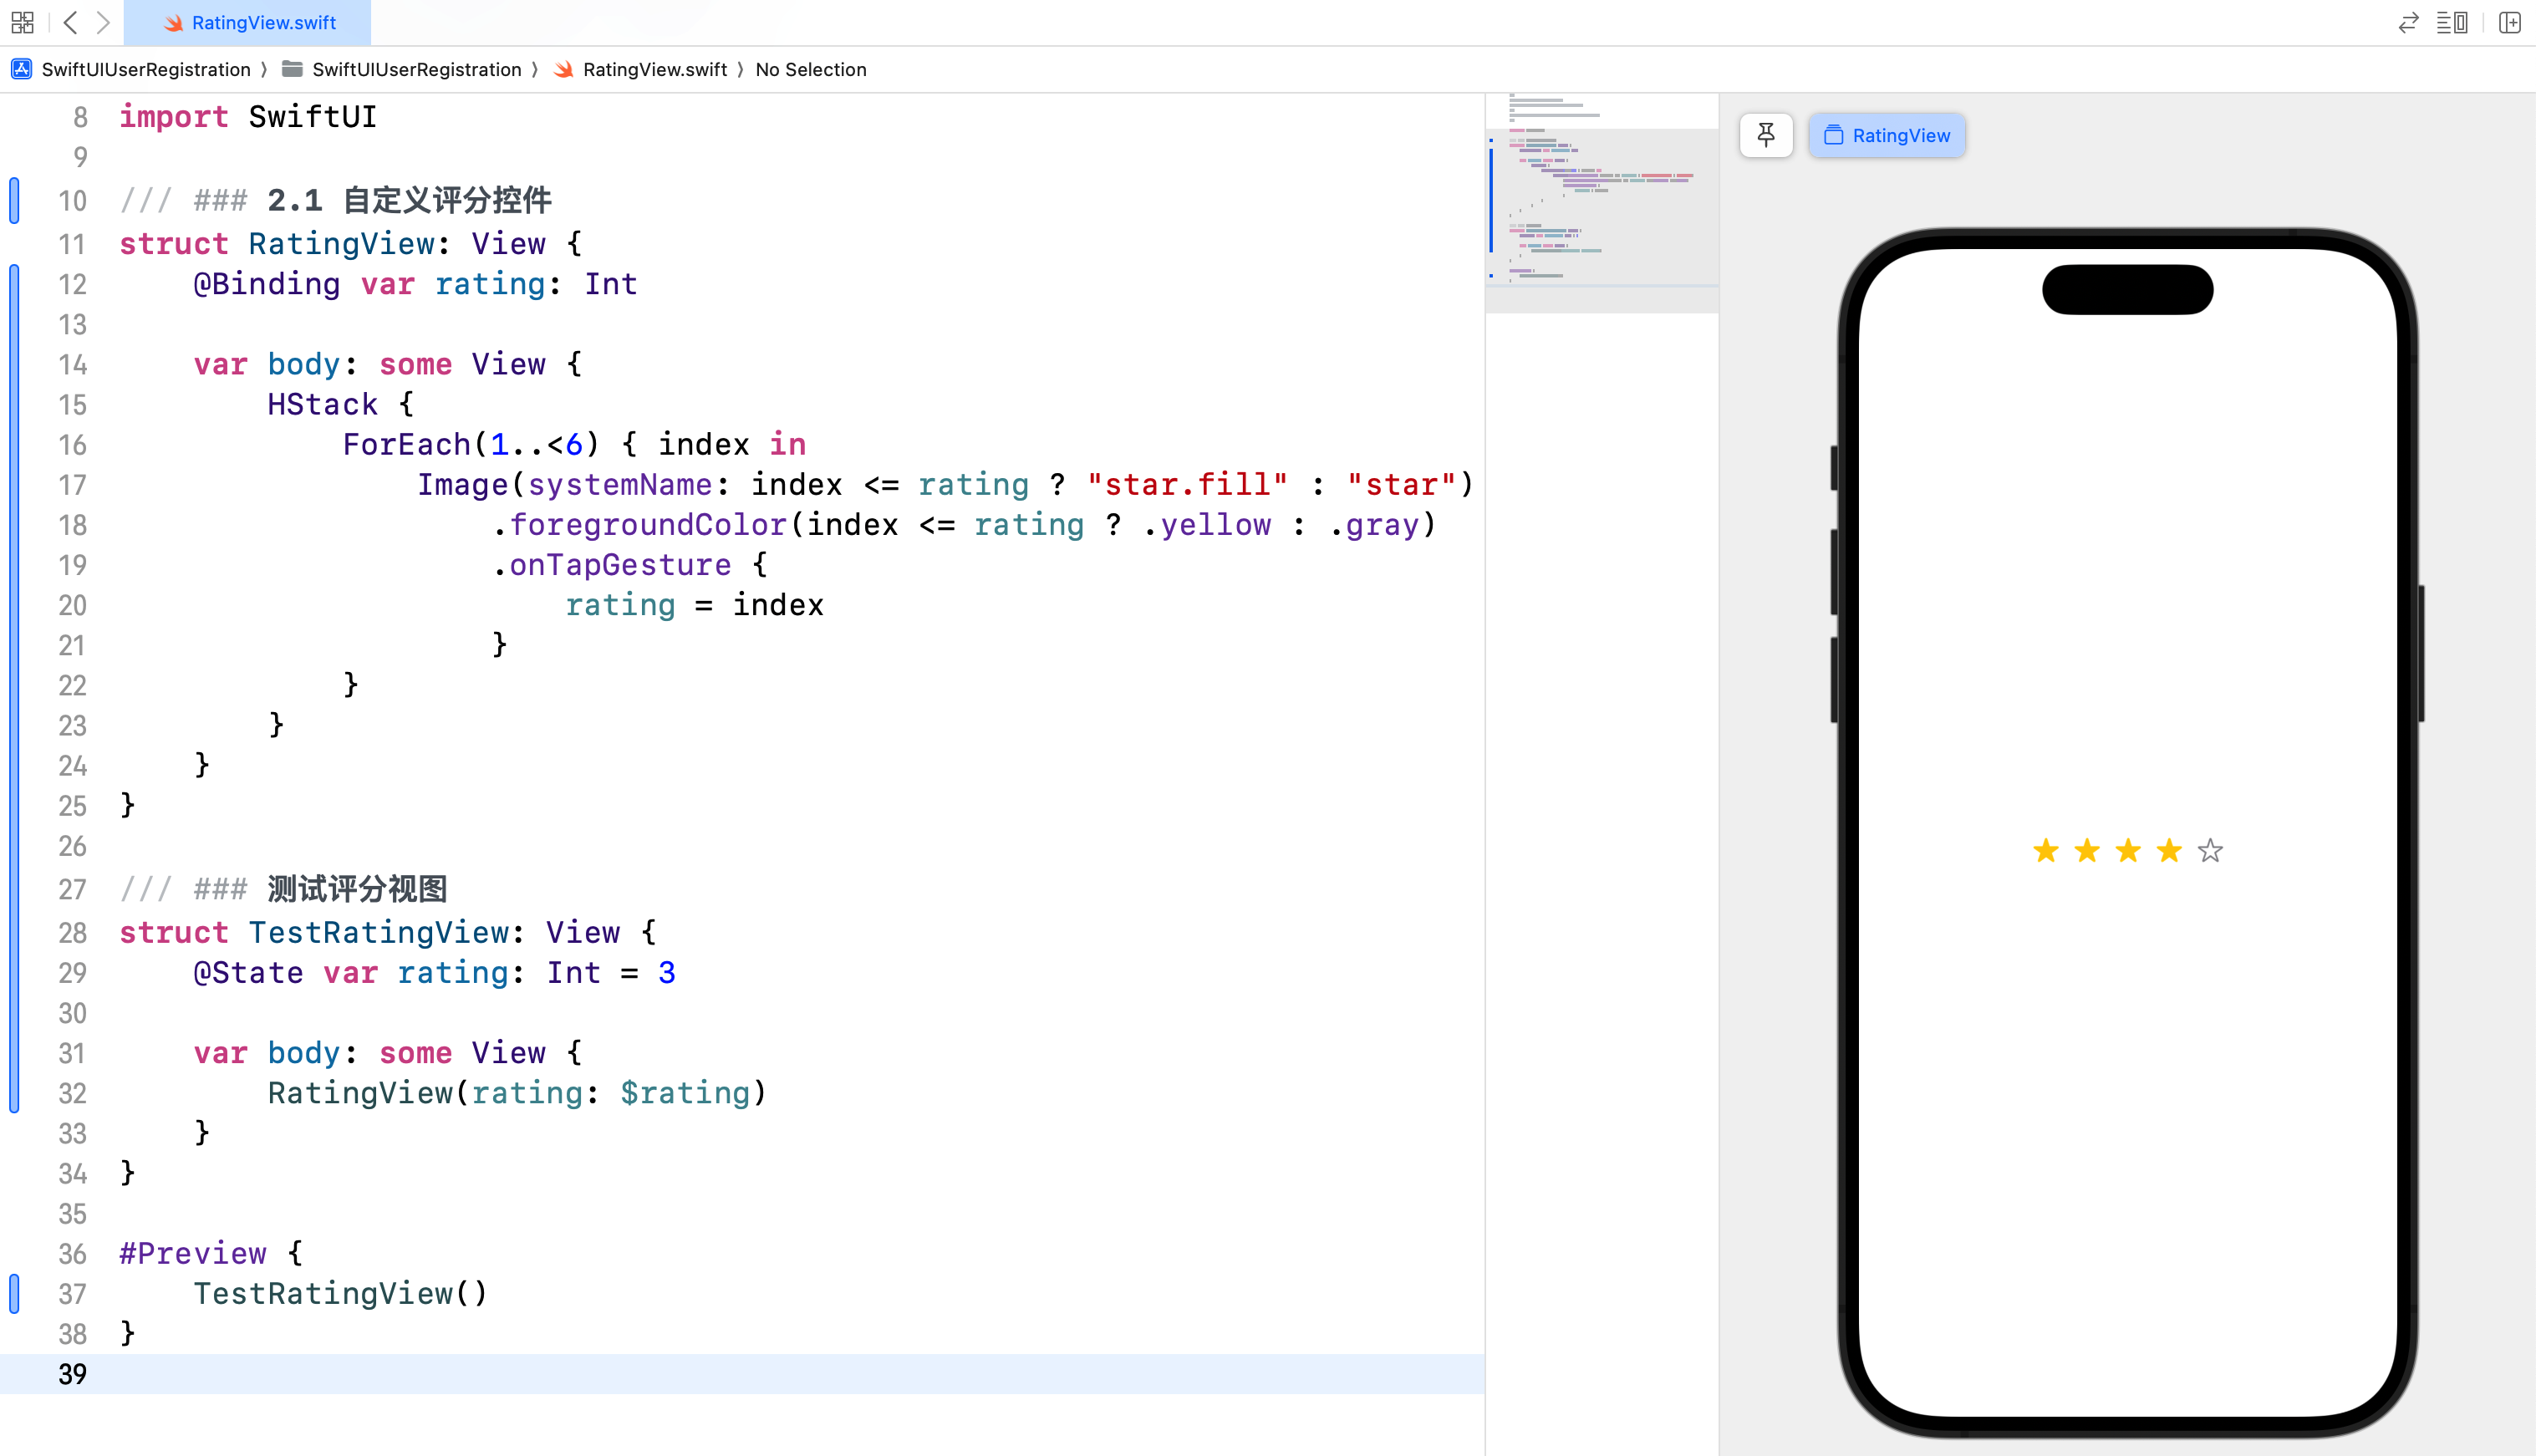 RatingView.swift
SwiftUIUserRegistration 〉 SwiftUIUserRegistration 〉 RatingView.swift 〉 No Selection
8 import SwiftUI
9
10 /// ### 2.1 自定义评分控件
11 struct RatingView: View {
12     @Binding var rating: Int
13
14     var body: some View {
15         HStack {
16             ForEach(1..<6) { index in
17                 Image(systemName: index <= rating ? "star.fill" : "star")
18                     .foregroundColor(index <= rating ? .yellow : .gray)
19                     .onTapGesture {
20                         rating = index
21                     }
22             }
23         }
24     }
25 }
26
27 /// ### 测试评分视图
28 struct TestRatingView: View {
29     @State var rating: Int = 3
30
31     var body: some View {
32         RatingView(rating: $rating)
33     }
34 }
35
36 #Preview {
37     TestRatingView()
38 }
39
RatingView